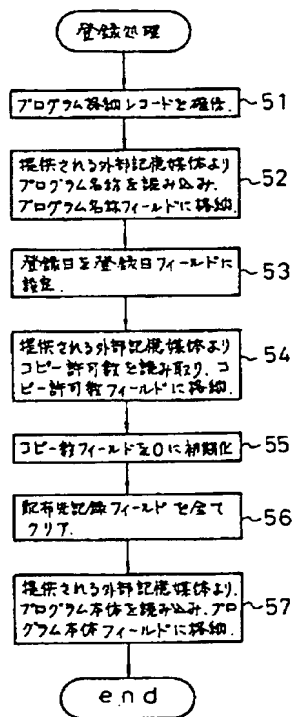 登録処理
プログラム格納レコードを確保. 51
提供される外部記憶媒体より
プログラム名称を読み込み.
プログラム名称フィールドに格納. 52
登録日を登録日フィールドに
設定. 53
提供される外部記憶媒体より
コピー許可数を読み取り, コ
ピー許可数フィールドに格納. 54
コピー数フィールドを0に初期化 55
配布先記録フィールドを全て
クリア. 56
提供される外部記憶媒体より.
プログラム本体を読み込み. プロ
グラム本体フィールドに格納. 57
end